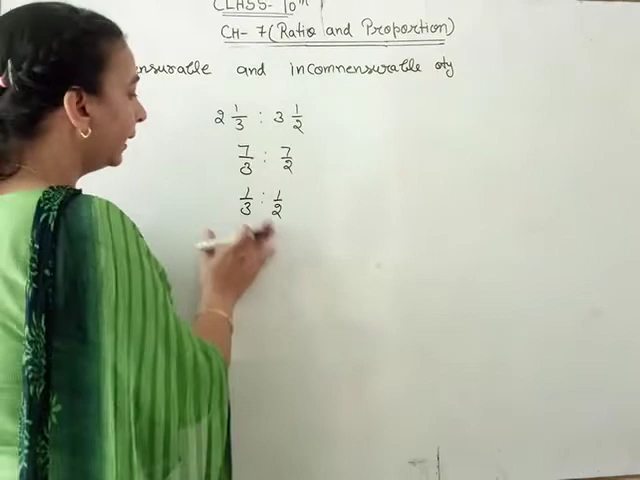 CLASS- 10th
CH- 7 (Ratio and Proportion)
ensurable and incommensurable qty
2 1/3 : 3 1/2
7/3 : 7/2
1/3 : 1/2